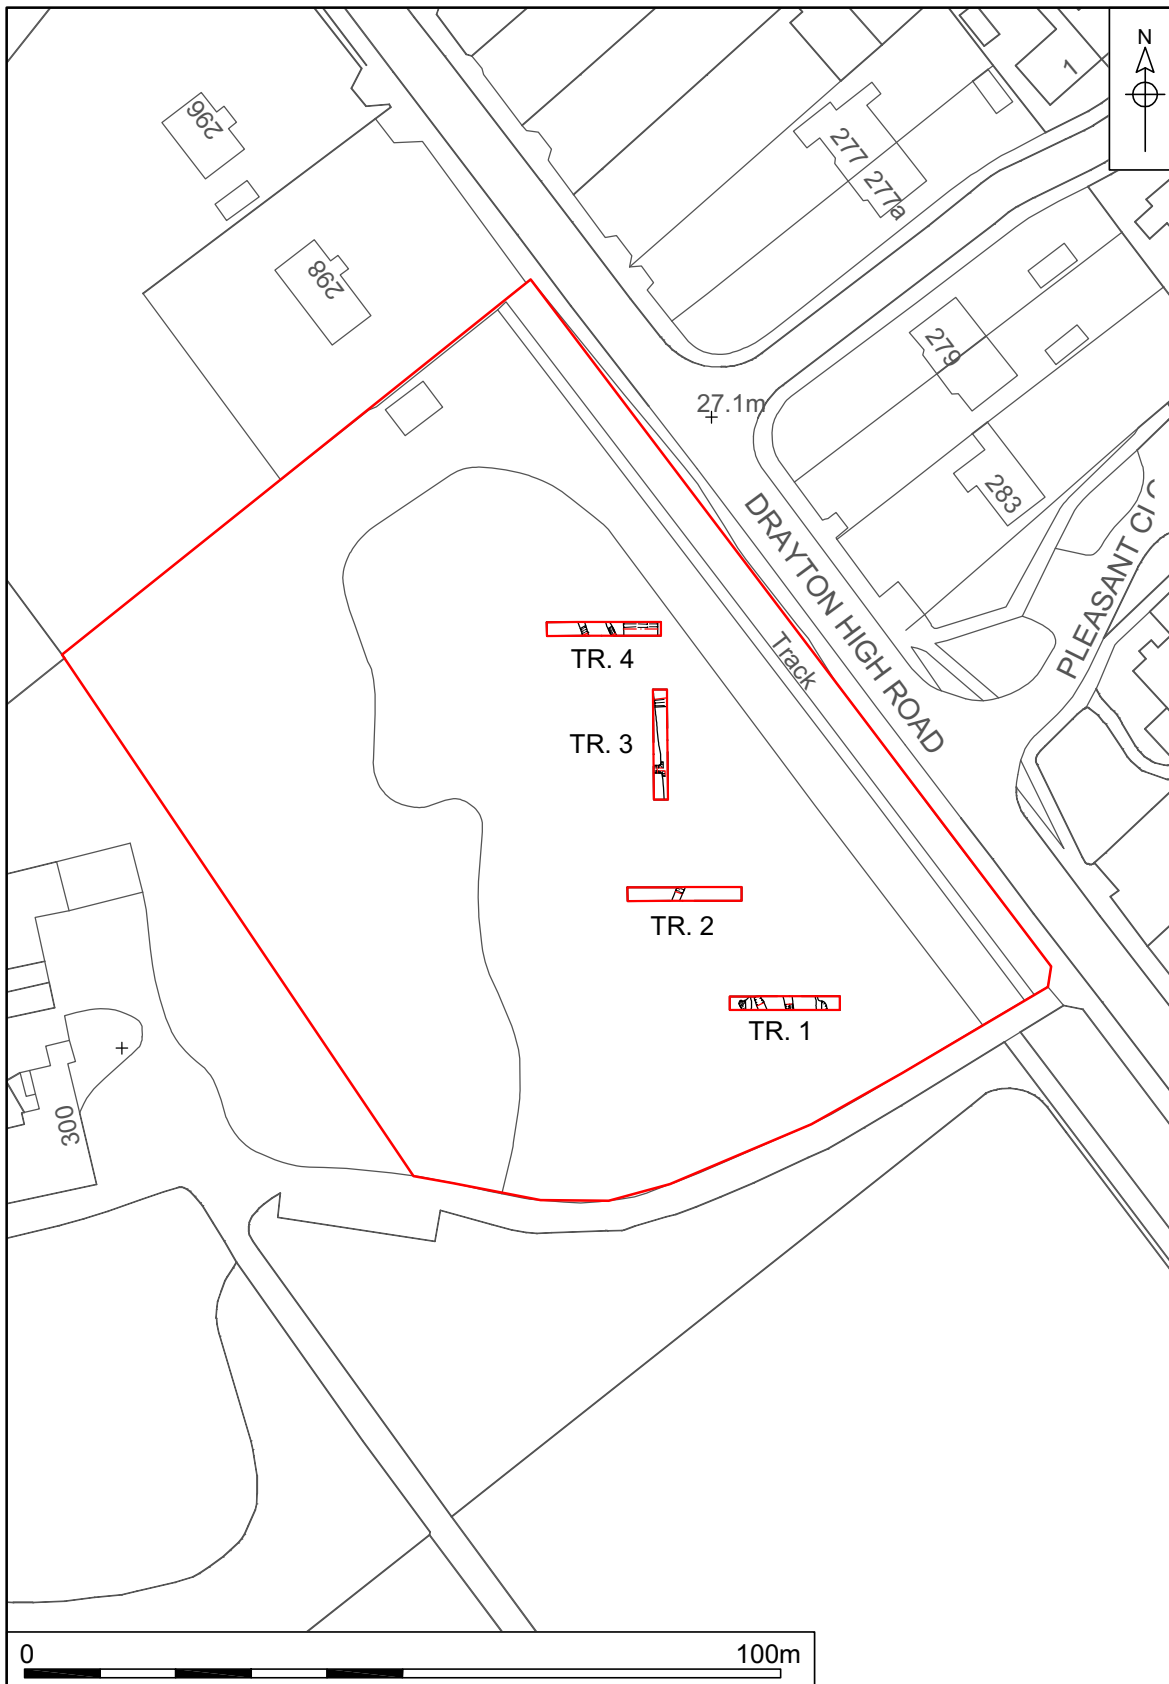 N
1
296
277
277a
298
279
27.1m
283
DRAYTON HIGH ROAD
PLEASANT Cl
TR. 4
Track
TR. 3
TR. 2
TR. 1
300
0
100m